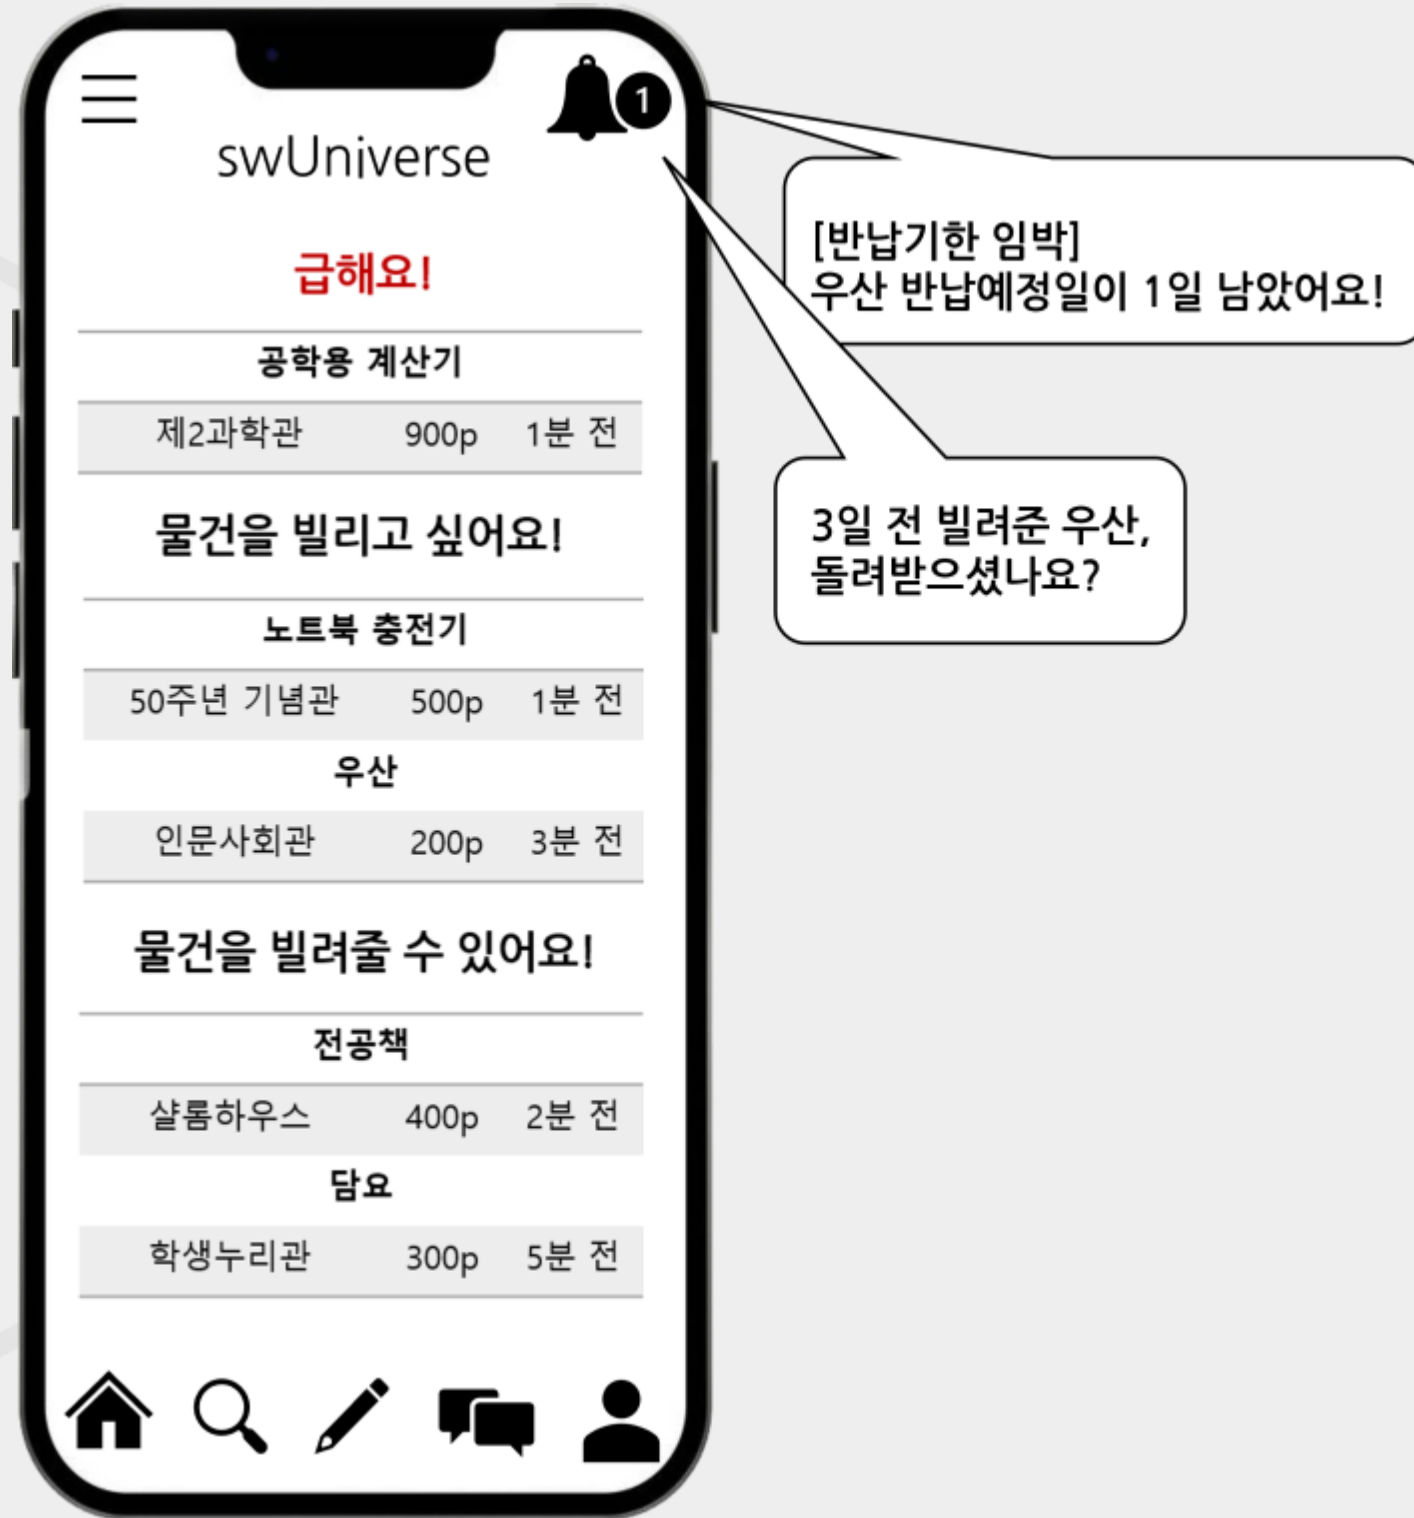 1
swUniverse
급해요!
공학용 계산기
제2과학관 900p 1분 전
물건을 빌리고 싶어요!
노트북 충전기
50주년 기념관 500p 1분 전
우산
인문사회관 200p 3분 전
물건을 빌려줄 수 있어요!
전공책
샬롬하우스 400p 2분 전
담요
학생누리관 300p 5분 전
[반납기한 임박]
우산 반납예정일이 1일 남았어요!
3일 전 빌려준 우산,
돌려받으셨나요?